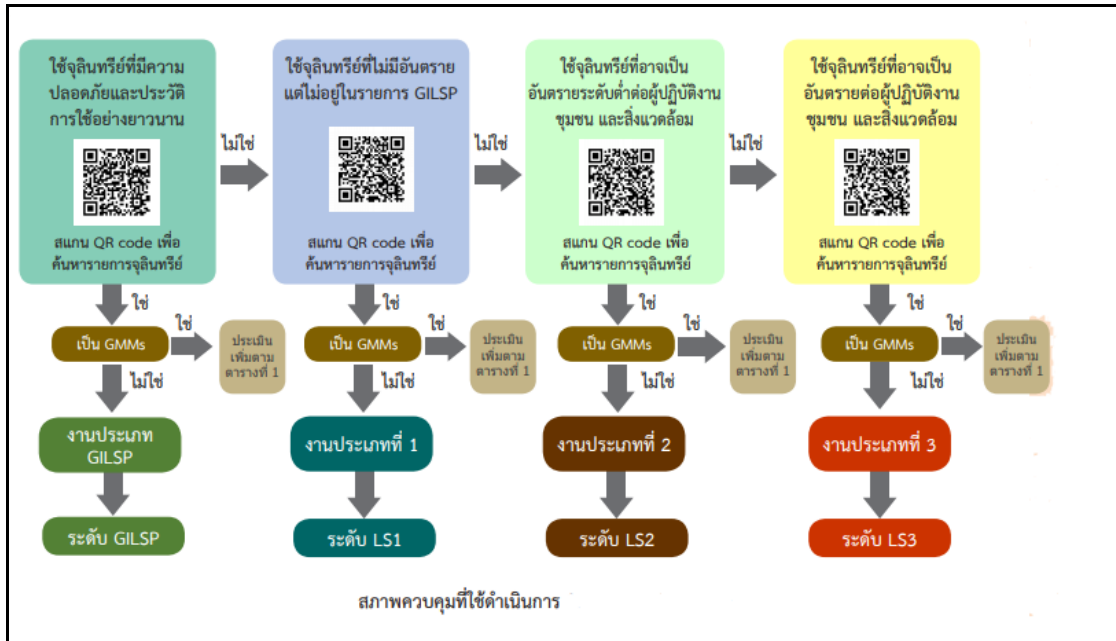 ใช้จุลินทรีย์ที่มีความ
ปลอดภัยและประวัติ
การใช้อย่างยาวนาน
สแกน QR code เพื่อ
ค้นหารายการจุลินทรีย์
ไม่ใช่
ใช้จุลินทรีย์ที่ไม่มีอันตราย
แต่ไม่อยู่ในรายการ GILSP
สแกน QR code เพื่อ
ค้นหารายการจุลินทรีย์
ไม่ใช่
ใช้จุลินทรีย์ที่อาจเป็น
อันตรายระดับต่ำต่อผู้ปฏิบัติงาน
ชุมชน และสิ่งแวดล้อม
สแกน QR code เพื่อ
ค้นหารายการจุลินทรีย์
ไม่ใช่
ใช้จุลินทรีย์ที่อาจเป็น
อันตรายต่อผู้ปฏิบัติงาน
ชุมชน และสิ่งแวดล้อม
สแกน QR code เพื่อ
ค้นหารายการจุลินทรีย์
ใช่
เป็น GMMs
ใช่
ประเมิน
เพิ่มตาม
ตารางที่ 1
ไม่ใช่
งานประเภท
GILSP
ระดับ GILSP
ใช่
เป็น GMMs
ใช่
ประเมิน
เพิ่มตาม
ตารางที่ 1
ไม่ใช่
งานประเภทที่ 1
ระดับ LS1
ใช่
เป็น GMMs
ใช่
ประเมิน
เพิ่มตาม
ตารางที่ 1
ไม่ใช่
งานประเภทที่ 2
ระดับ LS2
ใช่
เป็น GMMs
ใช่
ประเมิน
เพิ่มตาม
ตารางที่ 1
ไม่ใช่
งานประเภทที่ 3
ระดับ LS3
สภาพควบคุมที่ใช้ดำเนินการ